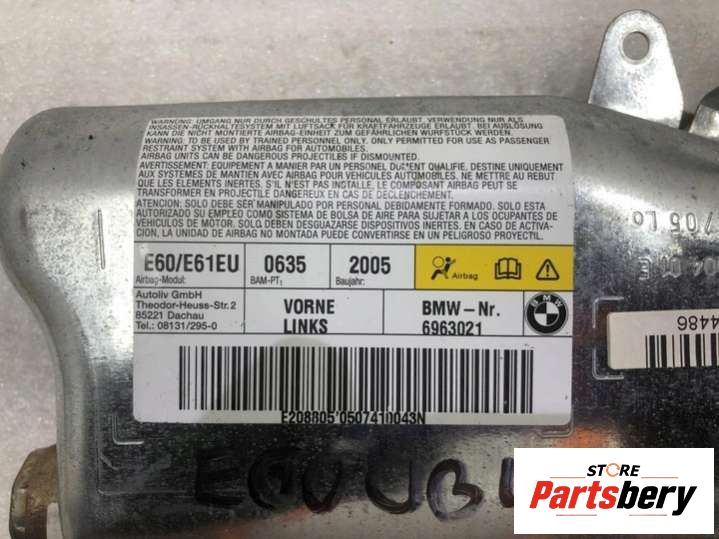 WARNUNG: UMGANG NUR DURCH GESCHULTES PERSONAL ERLAUBT. VERWENDUNG NUR ALS
INSASSEN-RÜCKHALTESYSTEM MIT LUFTSACK FÜR KRAFTFAHRZEUGE ERLAUBT. BEI AUSLÖSUNG
KANN DIE NICHT MONTIERTE AIRBAG-EINHEIT ZUM GEFÄHRLICHEN WURFSTÜCK WERDEN.
WARNING: TO BE USED BY TRAINED PERSONNEL ONLY. ONLY PERMITTED FOR USE AS PASSENGER
RESTRAINT SYSTEM WITH AIRBAG FOR AUTOMOBILES.
AIRBAG UNITS CAN BE DANGEROUS PROJECTILES IF DISMOUNTED.
AVERTISSEMENT: EQUIPEMENT A MANIER PAR UN PERSONEL DUEMENT QUALIFIE. DESTINE UNIQUEMENT
AUX SYSTEMES DE MANTIEN AVEC AIRBAG POUR VEHICULES AUTOMOBILES. NE METTRE AU REBUT
QUE LES ELEMENTS INERTES. S'IL N'EST PAS INSTALLE, LE COMPOSANT AIRBAG PEUT SE
TRANSFORMER EN PROJECTILE DANGEREUX EN CAS DE DECLENCHEMENT.
ATENCION: SOLO DEBE SER MANIPULADO POR PERSONAL DEBIDAMENTE FORMADO. SOLO ESTA
AUTORIZADO SU EMPLEO COMO SISTEMA DE BOLSA DE AIRE PARA SUJETAR A LOS OCUPANTES DE
VEHICULOS DE MOTOR. SOLO DEBEN DESGUAZARSE DISPOSITIVOS INERTES. EN CASO DE ACTIVA-
CION, LA UNIDAD DE AIRBAG NO MONTADA PUEDE CONVERTIRSE EN UN PELIGROSO PROYECTIL.
E60/E61EU 0635 2005 Airbag
Airbag-Modul: BAM-PT1 Baujahr:
Autoliv GmbH
Theodor-Heuss-Str.2
85221 Dachau
Tel.: 08131/295-0
VORNE
LINKS
BMW-Nr.
6963021
BMW
E208805'0507410043N
4486
STORE
Partsbery